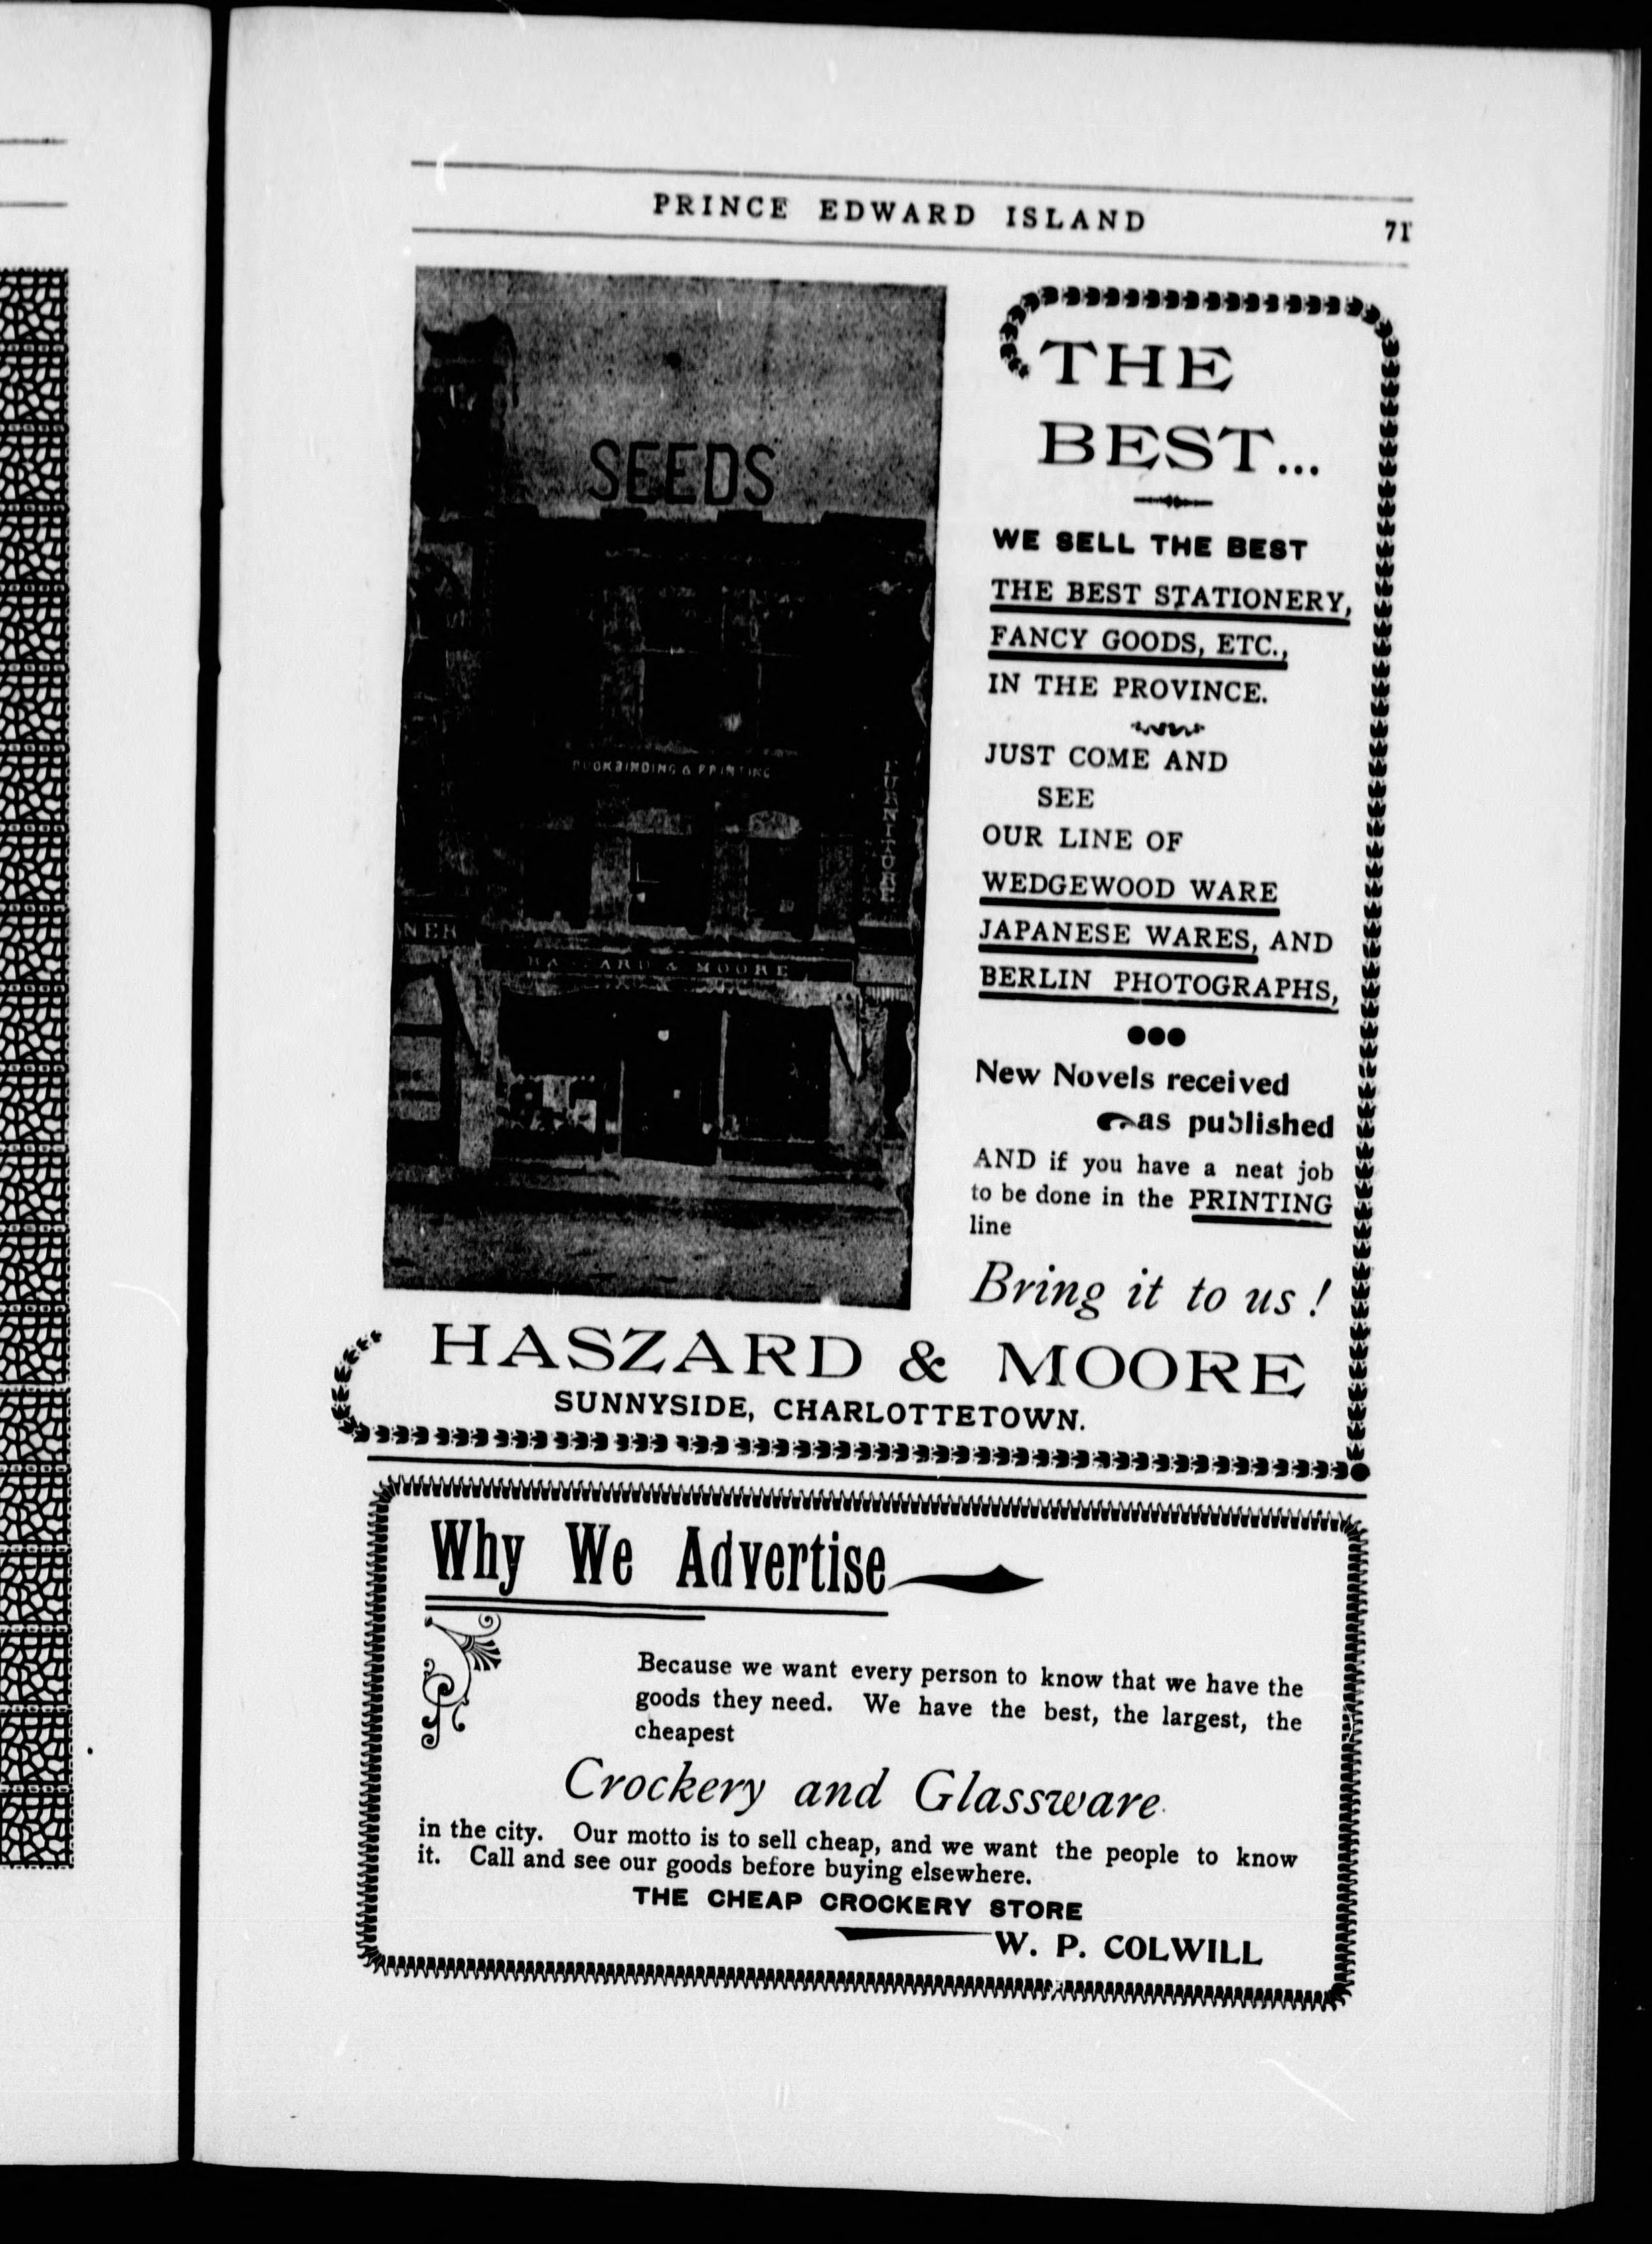 PRINCE EDWARD ISLAND 71
SEEDS
BOOKBINDING & PRINTING
FURNITURE
NER
HASZARD & MOORE
THE
BEST...
WE SELL THE BEST
THE BEST STATIONERY,
FANCY GOODS, ETC.,
IN THE PROVINCE.
JUST COME AND
SEE
OUR LINE OF
WEDGEWOOD WARE
JAPANESE WARES, AND
BERLIN PHOTOGRAPHS,
New Novels received
as published
AND if you have a neat job
to be done in the PRINTING
line
Bring it to us!
HASZARD & MOORE
SUNNYSIDE, CHARLOTTETOWN.
Why We Advertise
Because we want every person to know that we have the
goods they need. We have the best, the largest, the
cheapest
Crockery and Glassware
in the city. Our motto is to sell cheap, and we want the people to know
it. Call and see our goods before buying elsewhere.
THE CHEAP CROCKERY STORE
W. P. COLWILL